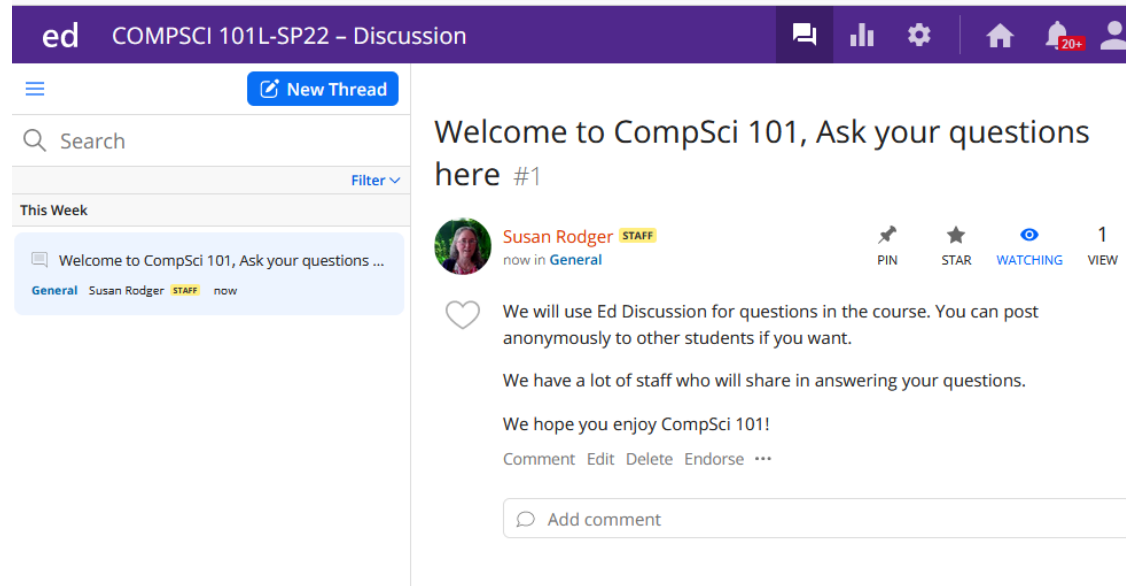 ed COMPSCI 101L-SP22 – Discussion
20+
New Thread
Search
Filter
This Week
Welcome to CompSci 101, Ask your questions ...
General Susan Rodger STAFF now
Welcome to CompSci 101, Ask your questions
here #1
Susan Rodger STAFF
now in General
PIN STAR WATCHING 1 VIEW
We will use Ed Discussion for questions in the course. You can post
anonymously to other students if you want.
We have a lot of staff who will share in answering your questions.
We hope you enjoy CompSci 101!
Comment Edit Delete Endorse ···
Add comment